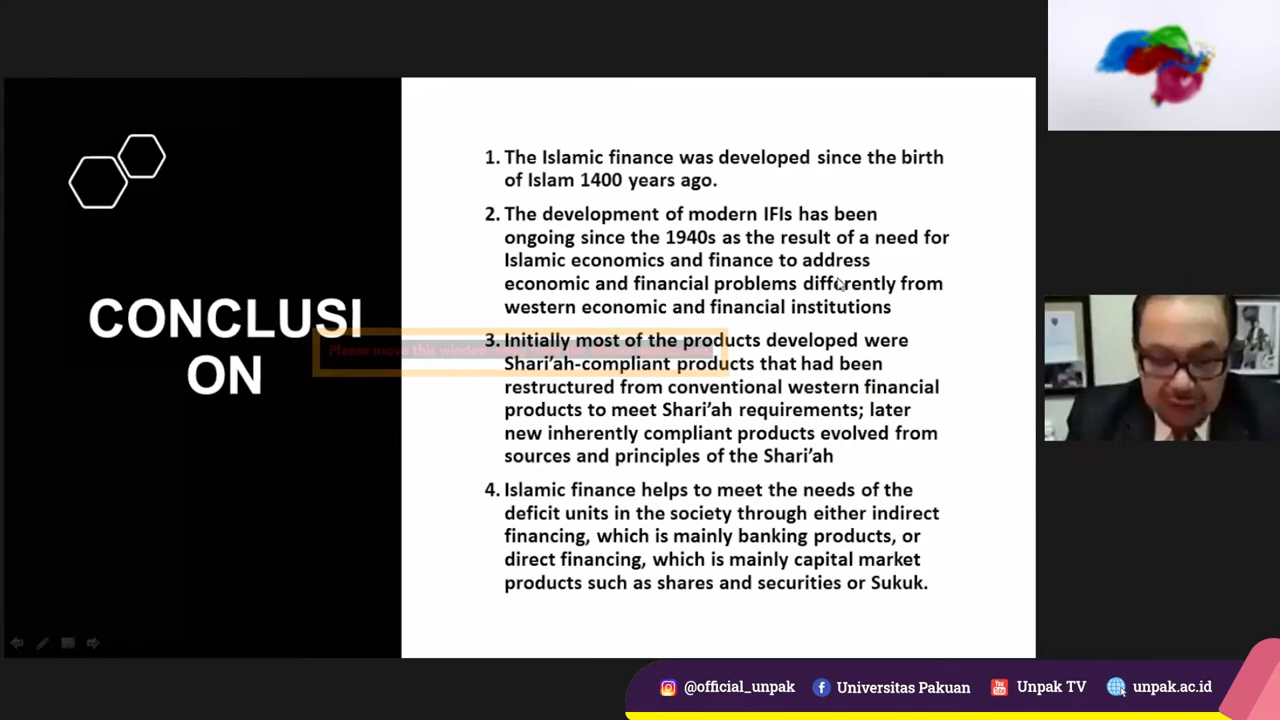 CONCLUSI
ON
1. The Islamic finance was developed since the birth
of Islam 1400 years ago.
2. The development of modern IFIs has been
ongoing since the 1940s as the result of a need for
Islamic economics and finance to address
economic and financial problems differently from
western economic and financial institutions
3. Initially most of the products developed were
Shari’ah-compliant products that had been
restructured from conventional western financial
products to meet Shari’ah requirements; later
new inherently compliant products evolved from
sources and principles of the Shari’ah
4. Islamic finance helps to meet the needs of the
deficit units in the society through either indirect
financing, which is mainly banking products, or
direct financing, which is mainly capital market
products such as shares and securities or Sukuk.
Please move this window
@official_unpak Universitas Pakuan Unpak TV unpak.ac.id